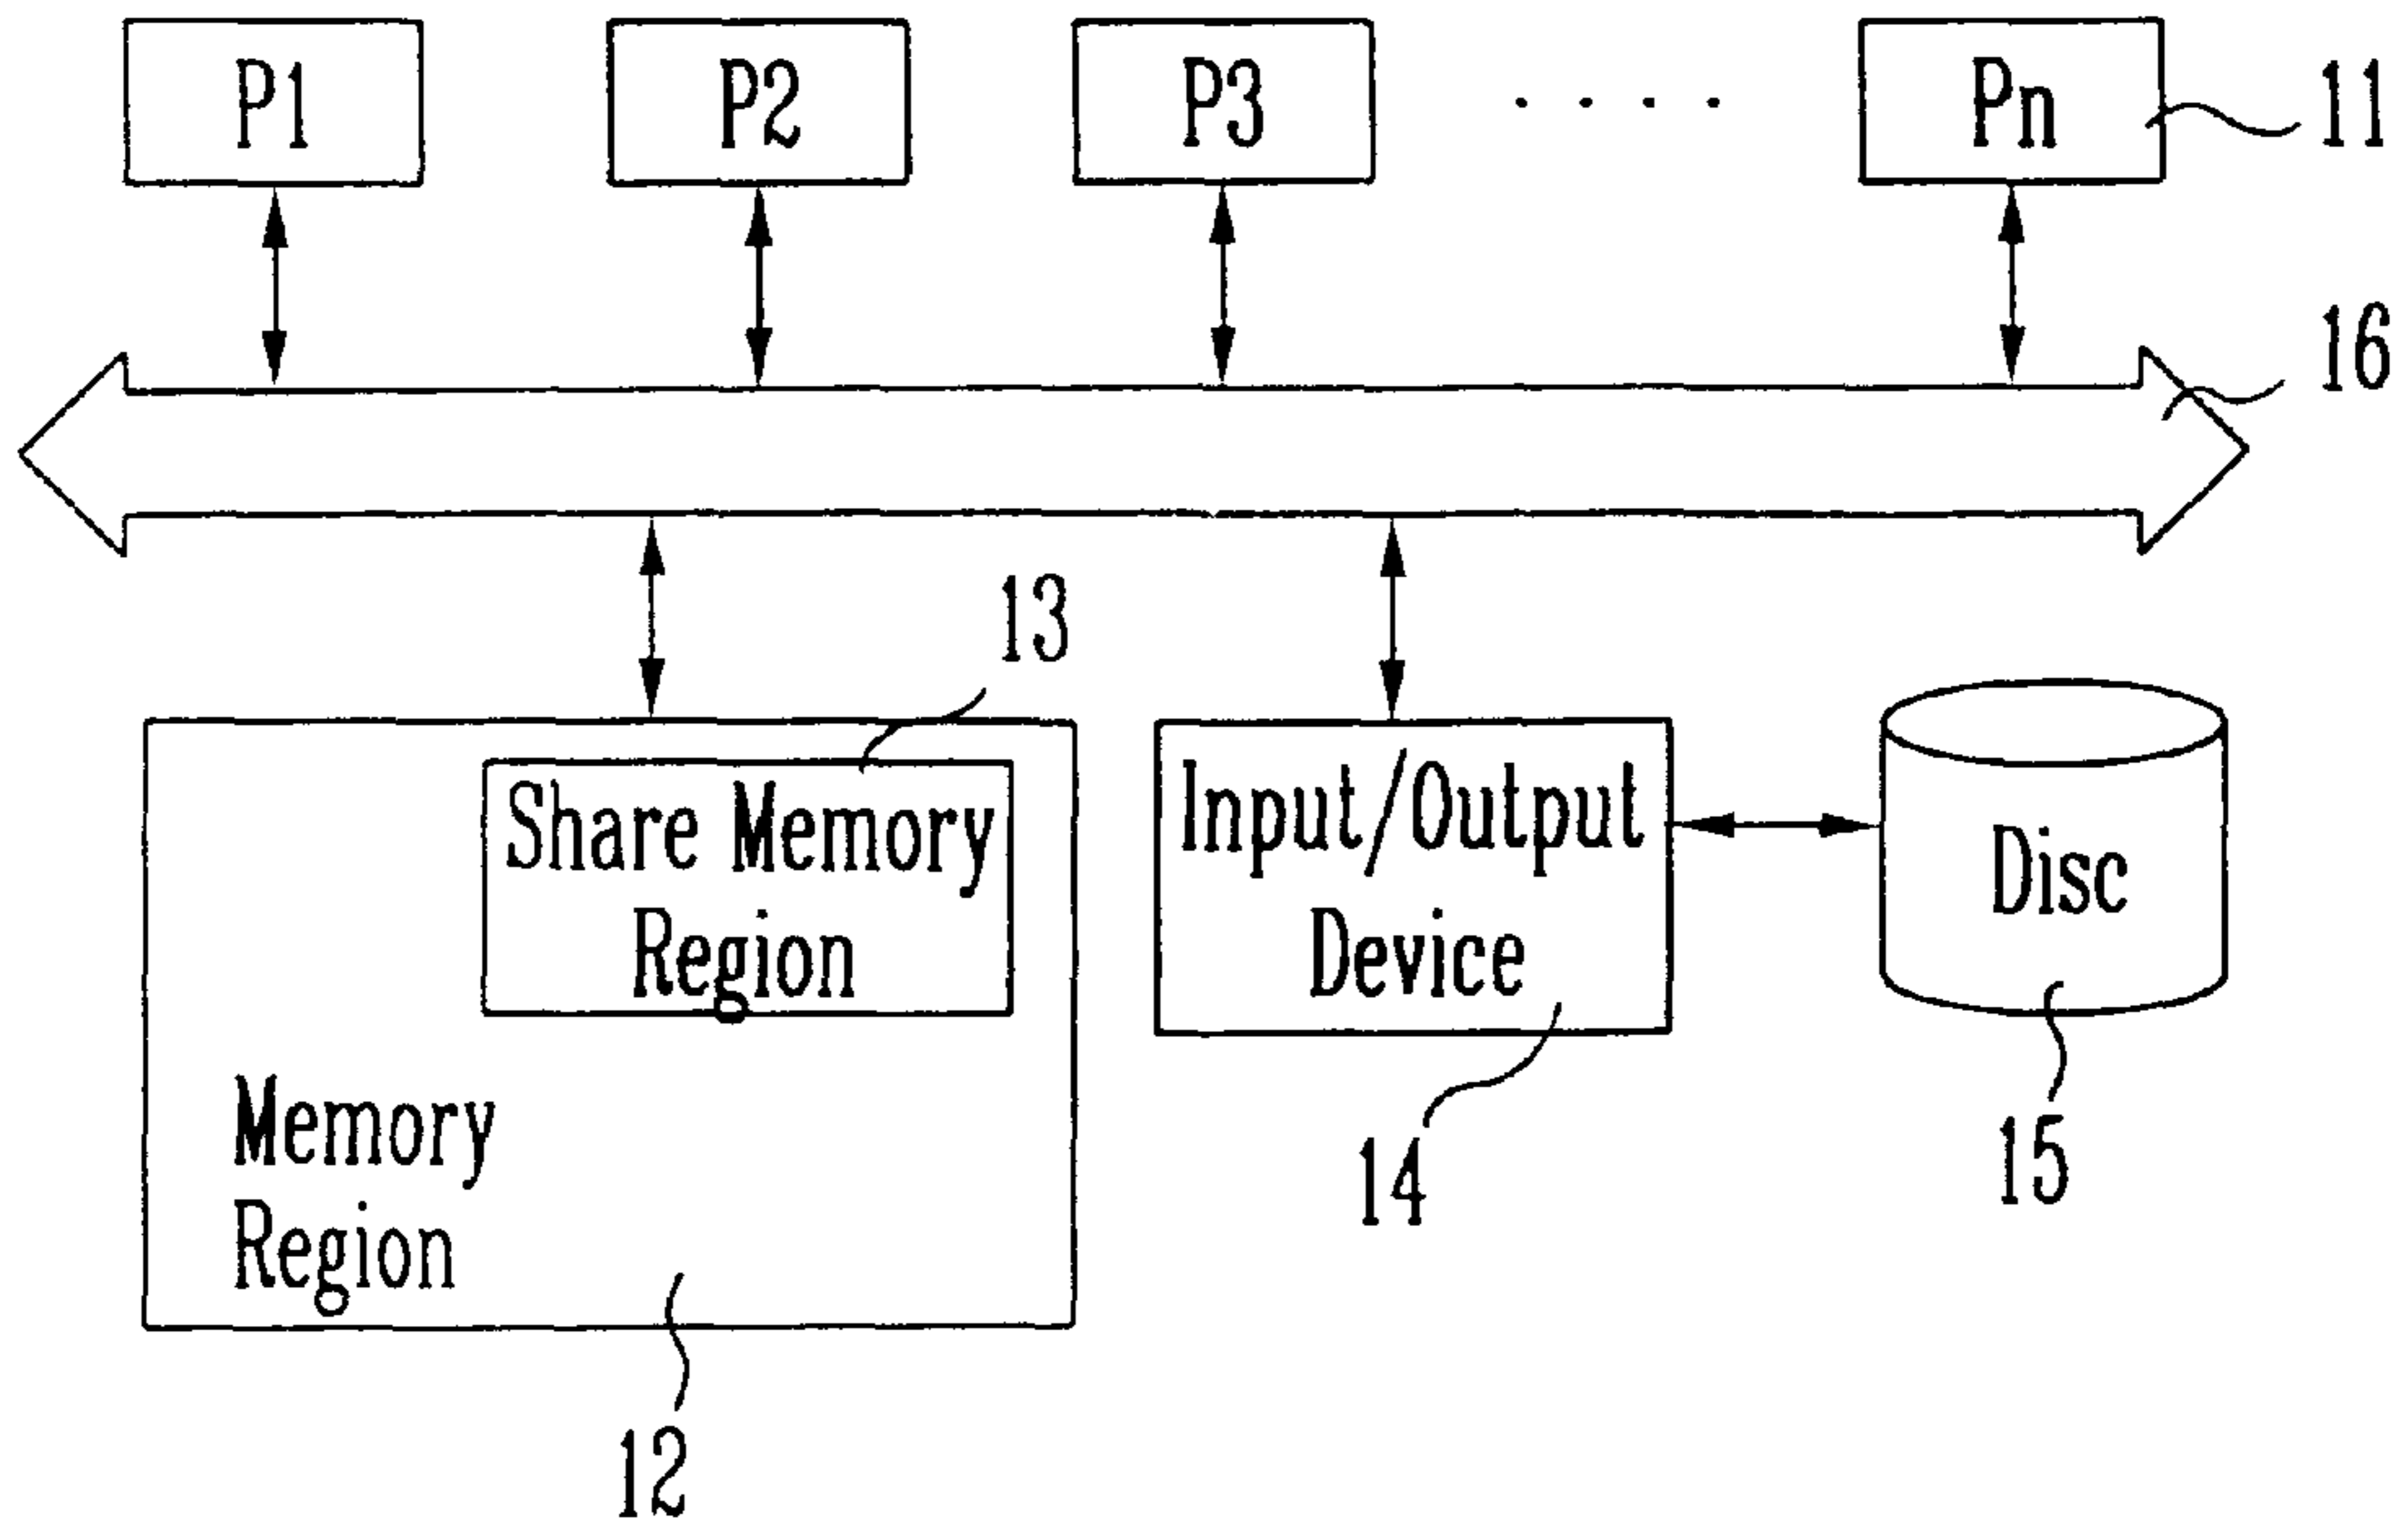 P1
P2
P3
. . . .
Pn
11
16
13
Share Memory
Region
Input/Output
Device
Disc
Memory
Region
14
15
12